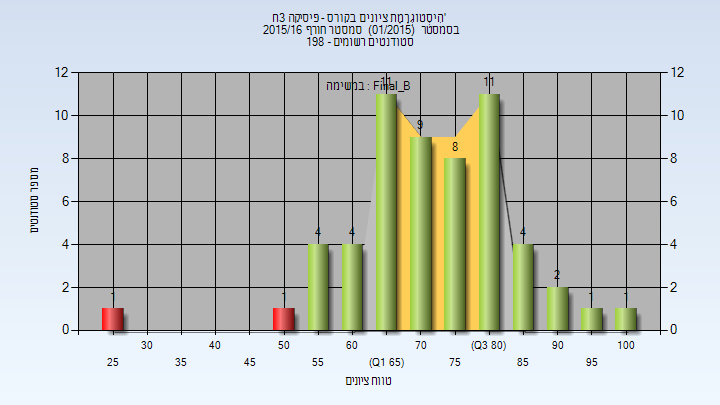 היסטוגרמת ציונים בקורס - פיסיקה 3ח'
בסמסטר (01/2015) סמסטר חורף 2015/16
סטודנטים רשומים - 198
במשימה : Final_B
מספר סטודנטים
12 12
10 10
8 8
6 6
4 4
2 2
0 0
1 1 4 4 11 9 8 11 4 2 1 1
30 40 50 60 70 (Q3 80) 90 100
25 35 45 55 (Q1 65) 75 85 95
טווח ציונים